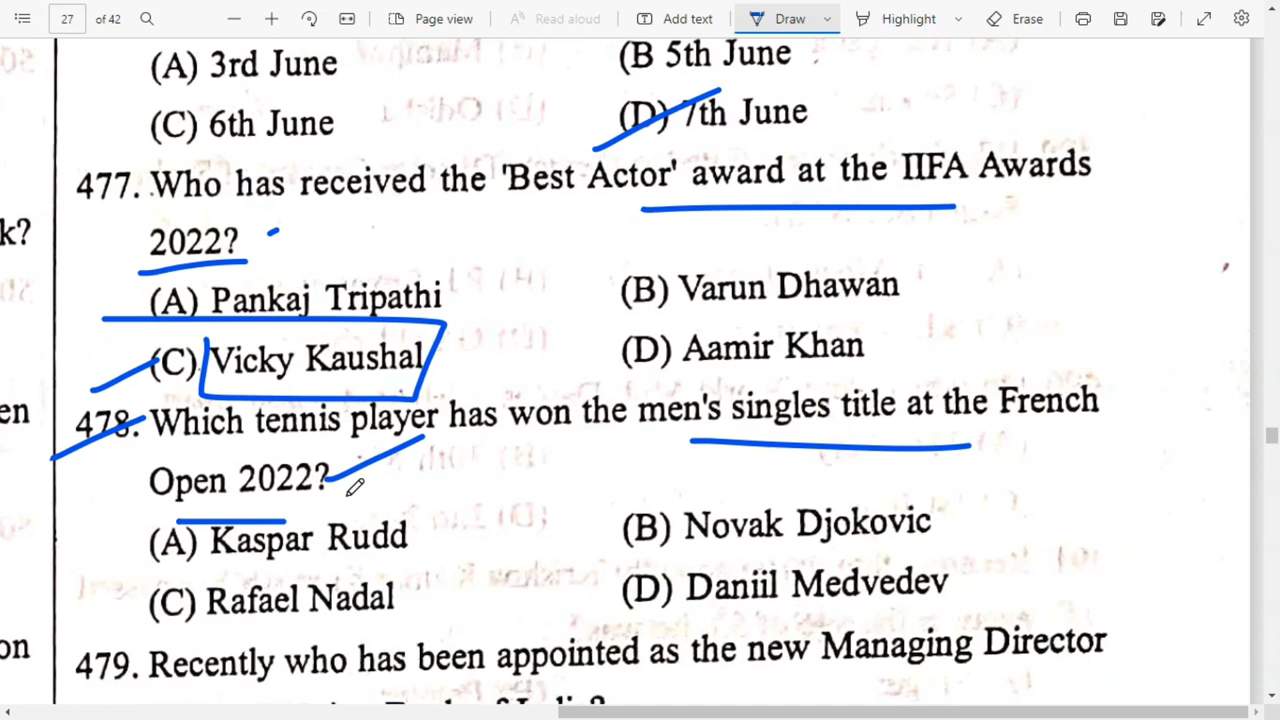 27 of 42
Page view
Read aloud
Add text
Draw
Highlight
Erase
(A) 3rd June (B 5th June
(C) 6th June (D) 7th June
477. Who has received the 'Best Actor' award at the IIFA Awards
k?
2022?
(A) Pankaj Tripathi (B) Varun Dhawan
(C) Vicky Kaushal (D) Aamir Khan
en
478. Which tennis player has won the men's singles title at the French
Open 2022?
(A) Kaspar Rudd (B) Novak Djokovic
(C) Rafael Nadal (D) Daniil Medvedev
on
479. Recently who has been appointed as the new Managing Director